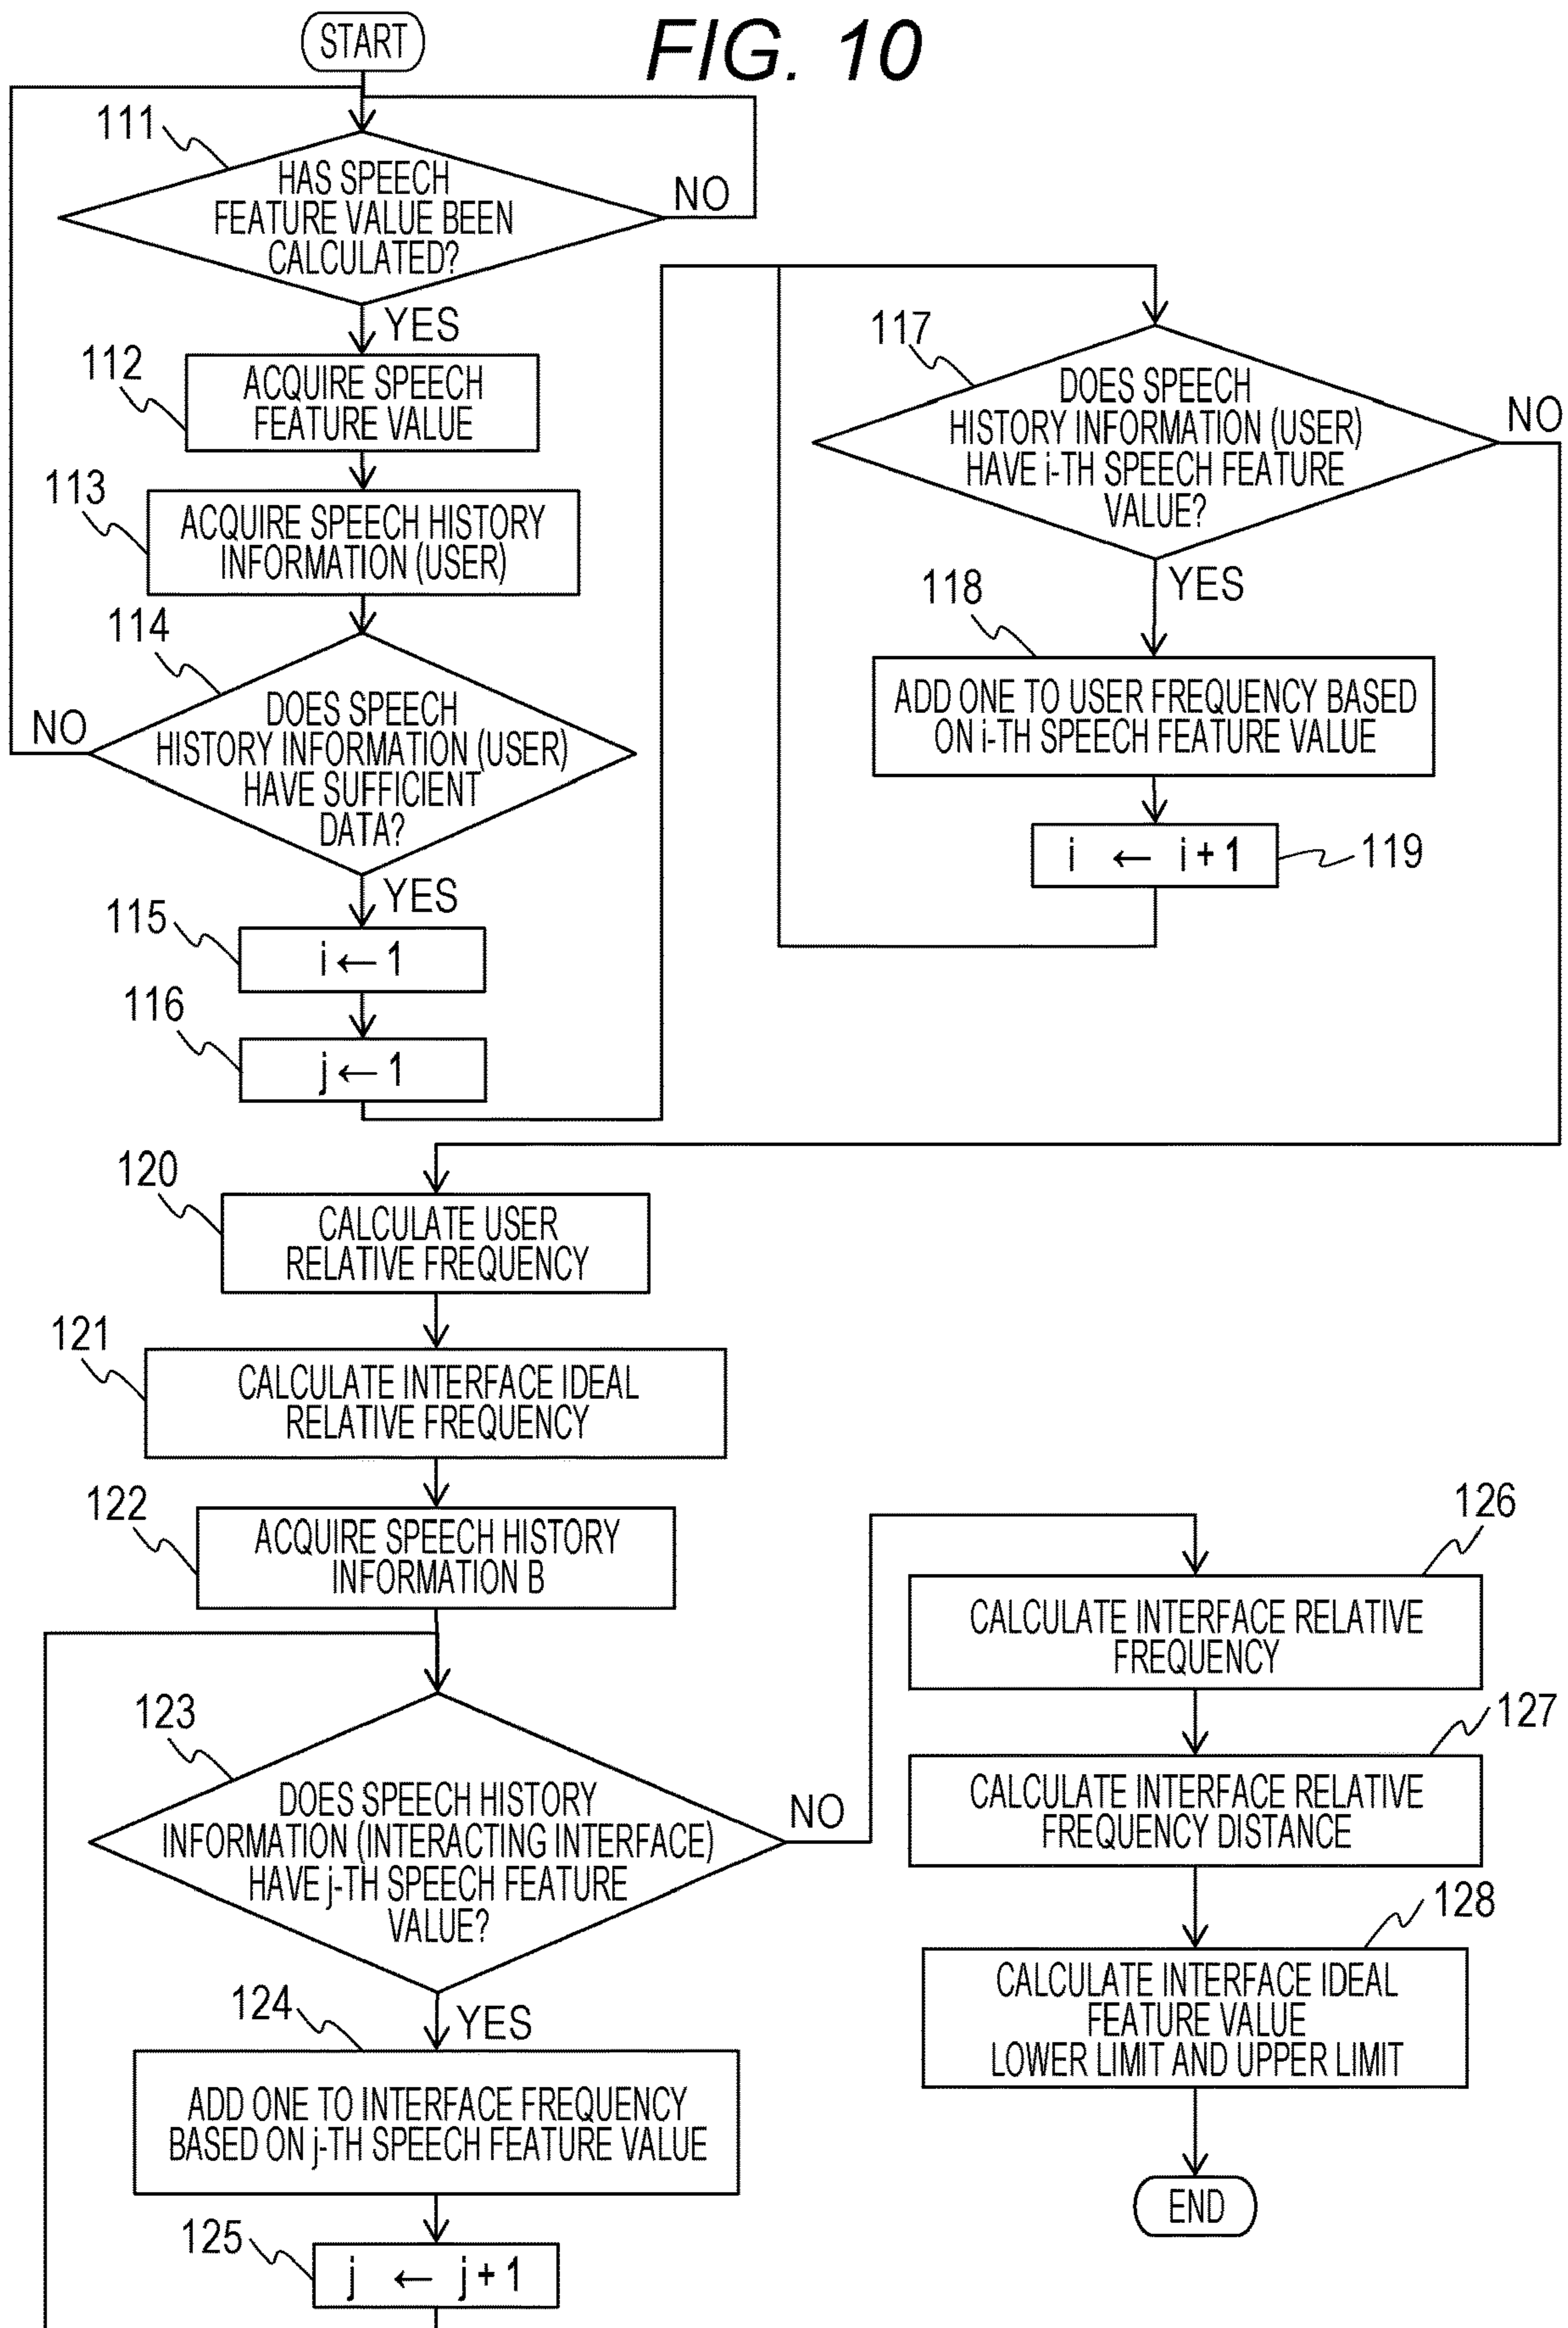 FIG. 10
START
111
HAS SPEECH
FEATURE VALUE BEEN
CALCULATED?
NO
YES
112
ACQUIRE SPEECH
FEATURE VALUE
113
ACQUIRE SPEECH HISTORY
INFORMATION (USER)
114
DOES SPEECH
HISTORY INFORMATION (USER)
HAVE SUFFICIENT
DATA?
NO
YES
115
i ← 1
116
j ← 1
117
DOES SPEECH
HISTORY INFORMATION (USER)
HAVE i-TH SPEECH FEATURE
VALUE?
NO
YES
118
ADD ONE TO USER FREQUENCY BASED
ON i-TH SPEECH FEATURE VALUE
i ← i + 1
119
120
CALCULATE USER
RELATIVE FREQUENCY
121
CALCULATE INTERFACE IDEAL
RELATIVE FREQUENCY
122
ACQUIRE SPEECH HISTORY
INFORMATION B
123
DOES SPEECH HISTORY
INFORMATION (INTERACTING INTERFACE)
HAVE j-TH SPEECH FEATURE
VALUE?
NO
YES
124
ADD ONE TO INTERFACE FREQUENCY
BASED ON j-TH SPEECH FEATURE VALUE
125
j ← j + 1
126
CALCULATE INTERFACE RELATIVE
FREQUENCY
127
CALCULATE INTERFACE RELATIVE
FREQUENCY DISTANCE
128
CALCULATE INTERFACE IDEAL
FEATURE VALUE
LOWER LIMIT AND UPPER LIMIT
END